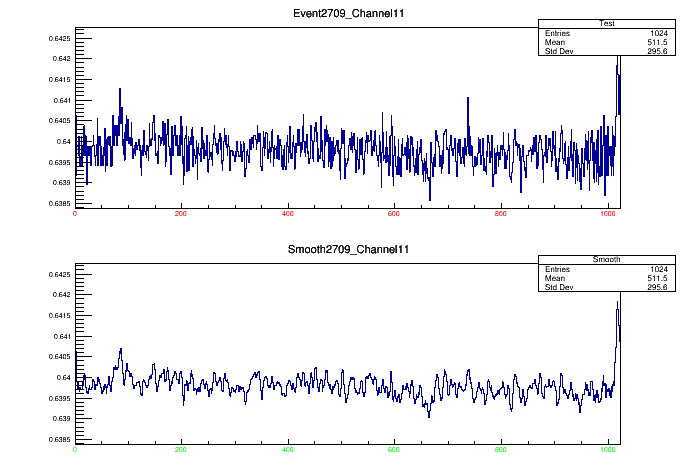 Event2709_Channel11
Test
Entries 1024
Mean 511.5
Std Dev 295.6
0.6425
0.642
0.6415
0.641
0.6405
0.64
0.6395
0.639
0.6385
0 200 400 600 800 1000
Smooth2709_Channel11
Smooth
Entries 1024
Mean 511.5
Std Dev 295.6
0.6425
0.642
0.6415
0.641
0.6405
0.64
0.6395
0.639
0.6385
0 200 400 600 800 1000